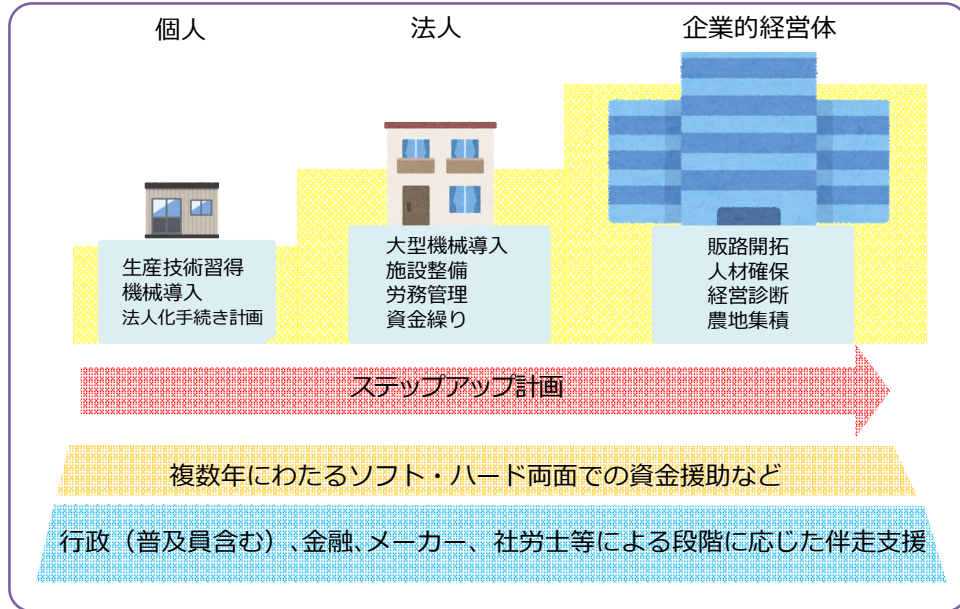 個人
法人
企業的経営体
生産技術習得
機械導入
法人化手続き計画
大型機械導入
施設整備
労務管理
資金繰り
販路開拓
人材確保
経営診断
農地集積
ステップアップ計画
複数年にわたるソフト・ハード両面での資金援助など
行政（普及員含む）、金融、メーカー、社労士等による段階に応じた伴走支援